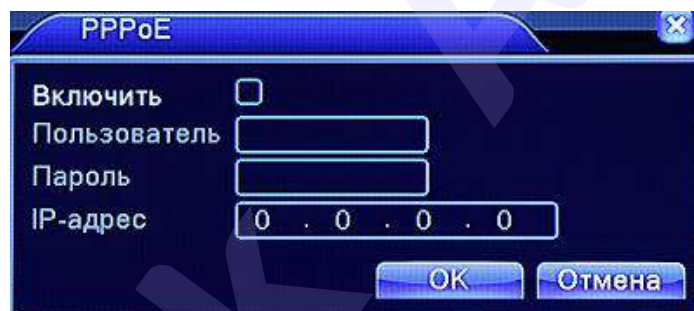 PPPoE
Включить
Пользователь
Пароль
IP-адрес 0 . 0 . 0 . 0
OK Отмена